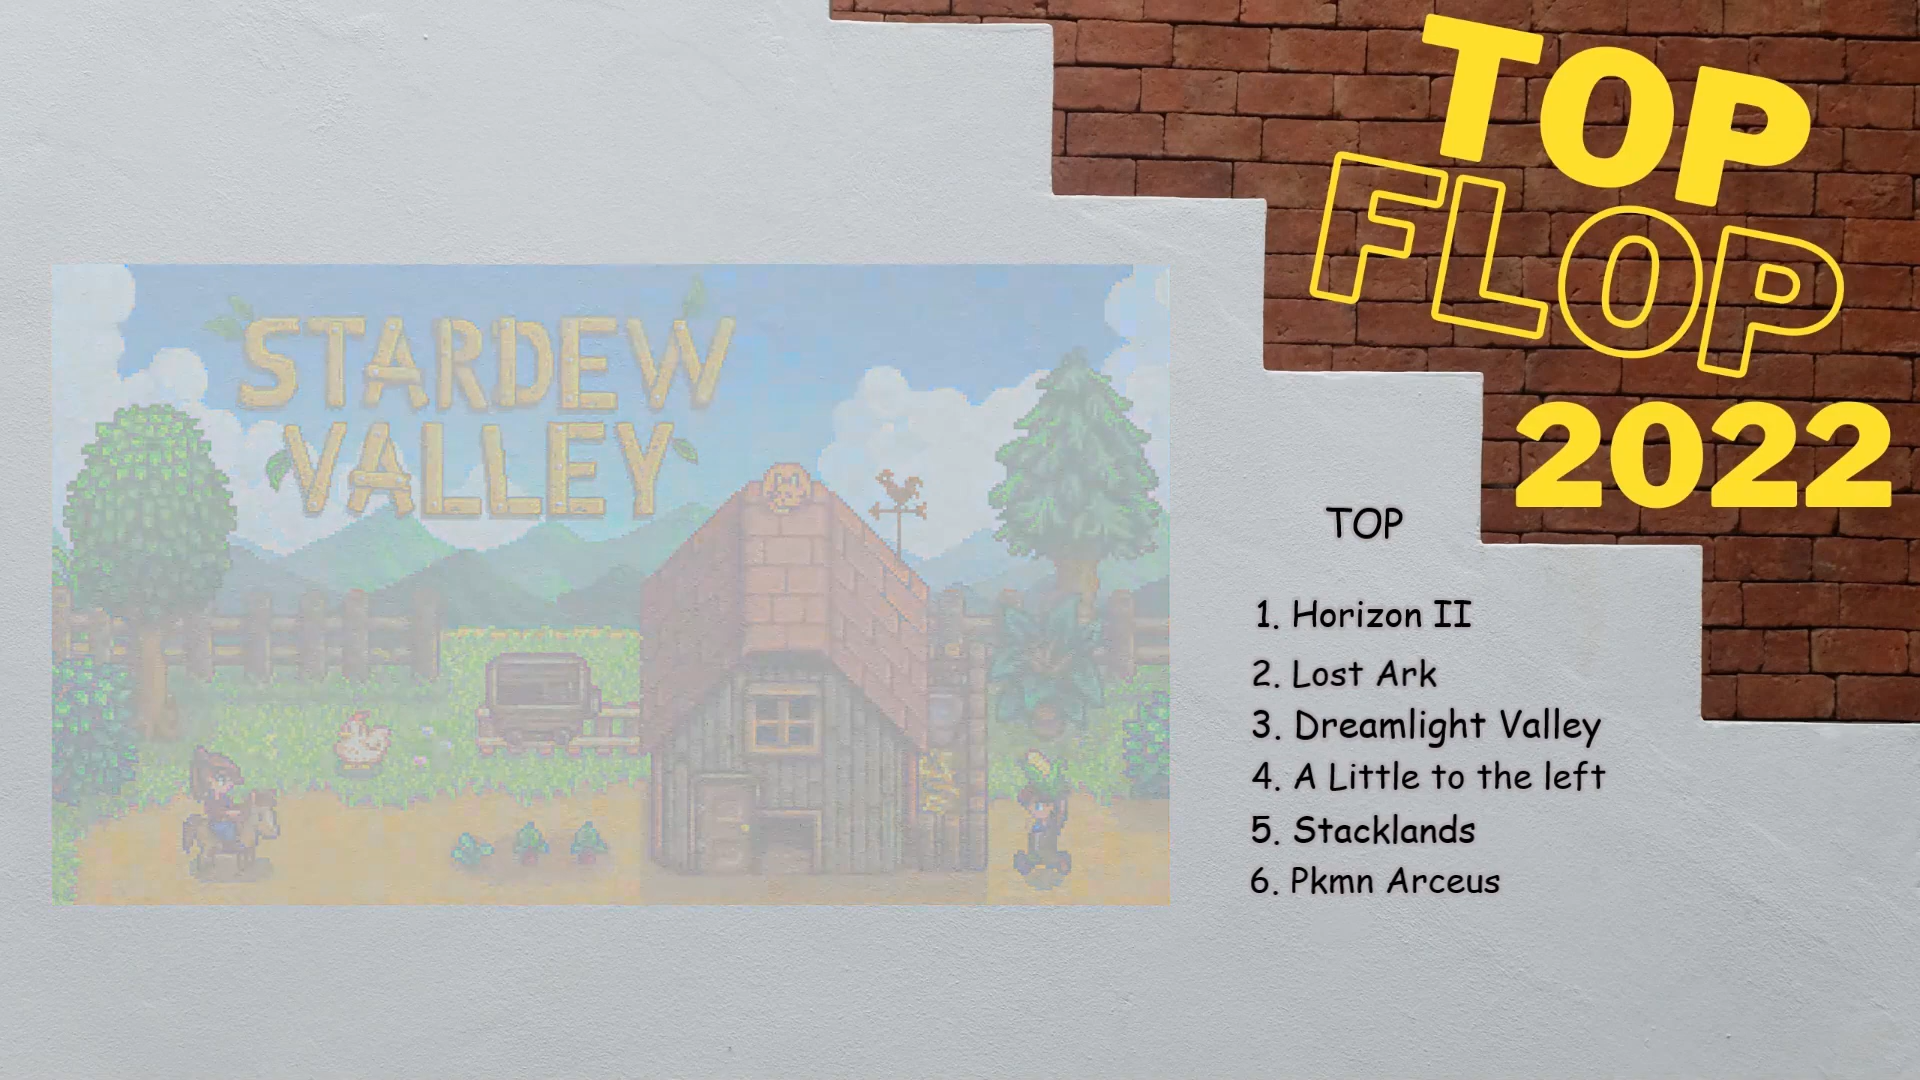 TOP
FLOP
2022
STARDEW
VALLEY
TOP
1. Horizon II
2. Lost Ark
3. Dreamlight Valley
4. A Little to the left
5. Stacklands
6. Pkmn Arceus